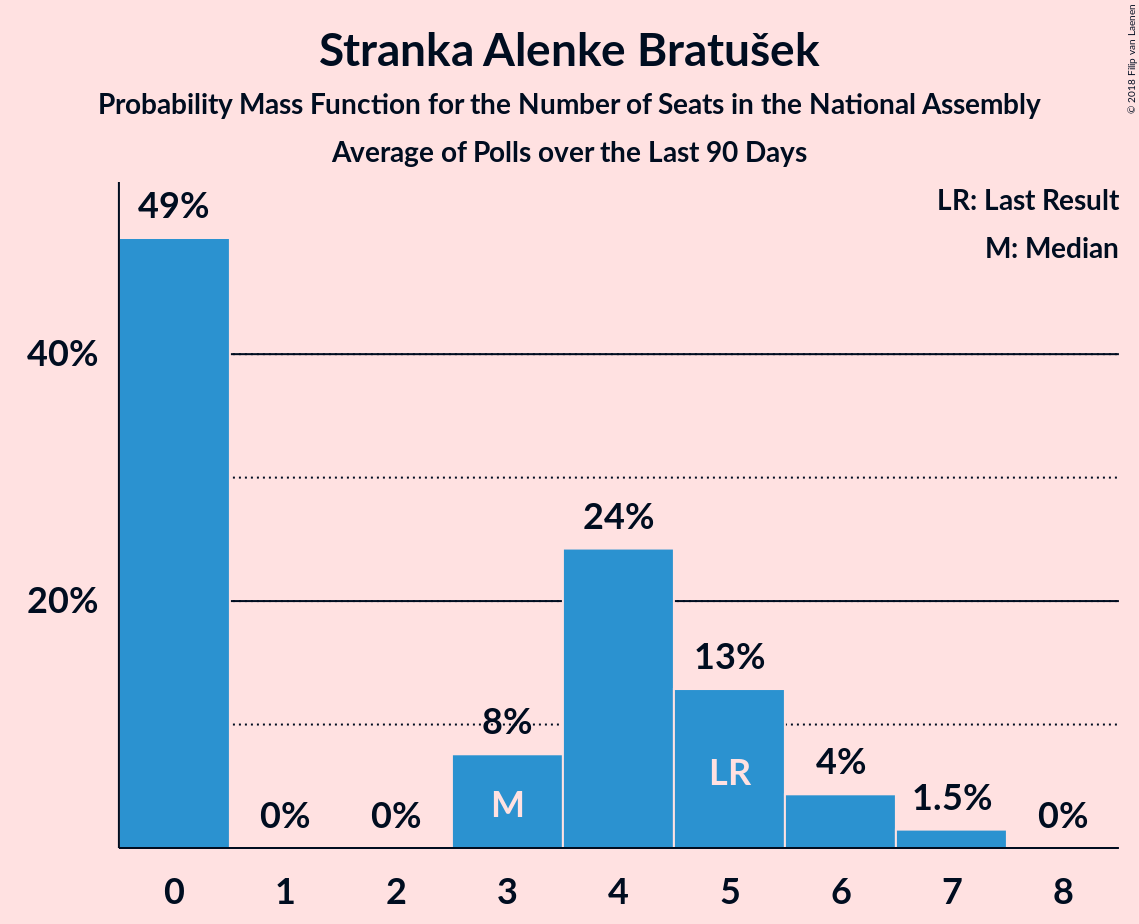 Stranka Alenke Bratušek
Probability Mass Function for the Number of Seats in the National Assembly
Average of Polls over the Last 90 Days
© 2018 Filip van Laenen
LR: Last Result
M: Median
49%
40%
24%
20%
13%
8%
LR
4%
M
1.5%
0%
0%
0%
0 1 2 3 4 5 6 7 8